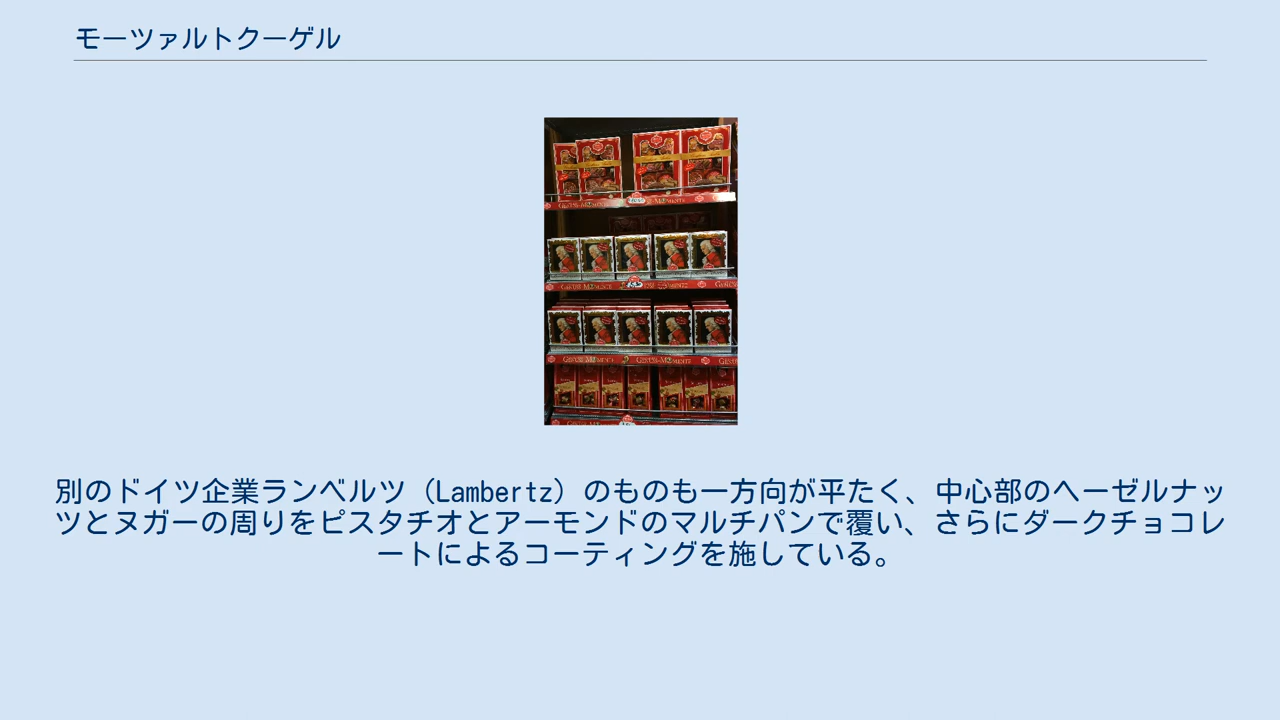 モーツァルトクーゲル
別のドイツ企業ランベルツ（Lambertz）のものも一方向が平たく、中心部のヘーゼルナッ
ツとヌガーの周りをピスタチオとアーモンドのマルチパンで覆い、さらにダークチョコレ
ートによるコーティングを施している。